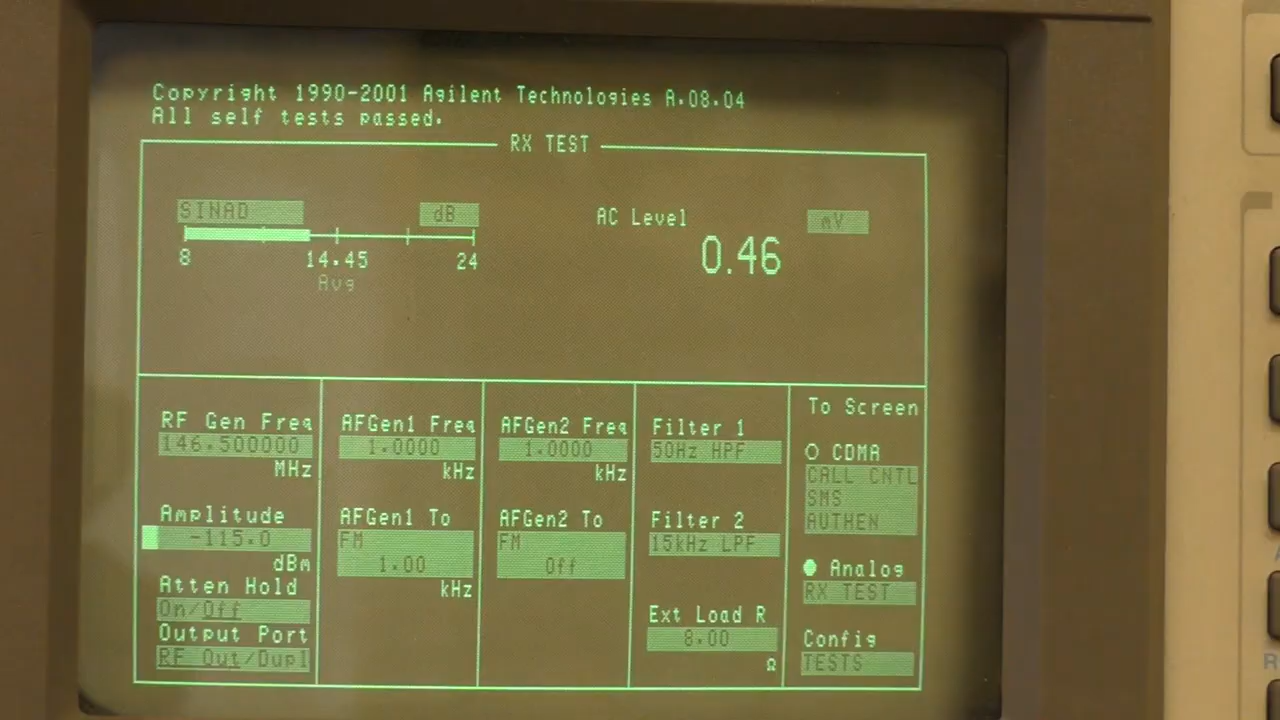 Copyright 1990-2001 Agilent Technologies A.08.04
All self tests passed.
RX TEST
SINAD
dB
8
14.45
24
Avg
AC Level
mV
0.46
RF Gen Freq
146.500000
MHz
Amplitude
-115.0
dBm
Atten Hold
On/Off
Output Port
RF Out/Dupl
AFGen1 Freq
1.0000
kHz
AFGen1 To
FM
1.00
kHz
AFGen2 Freq
1.0000
kHz
AFGen2 To
FM
Off
Filter 1
50Hz HPF
Filter 2
15kHz LPF
Ext Load R
8.00
Ω
To Screen
CDMA
CALL CNTL
SMS
AUTHEN
Analog
RX TEST
Config
TESTS